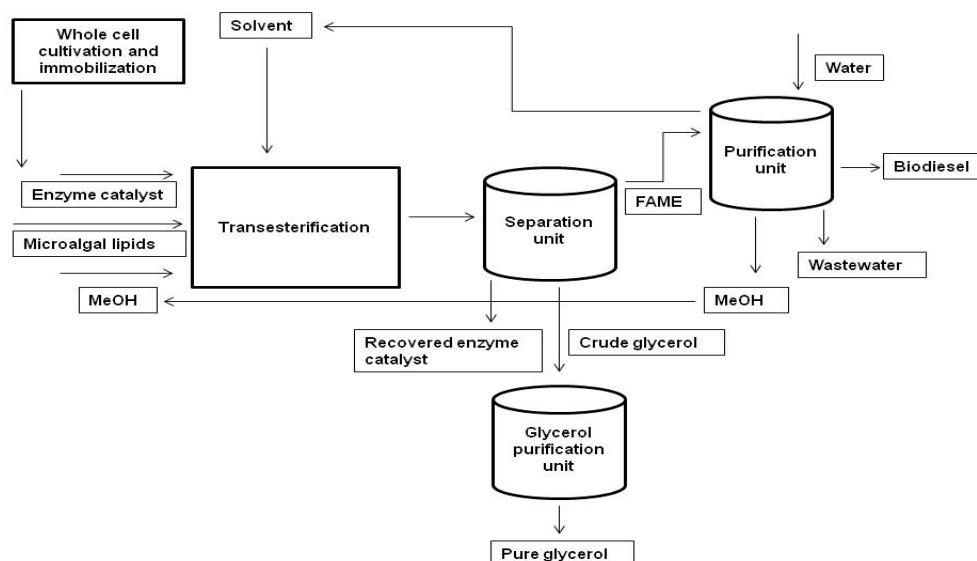 Whole cell
cultivation and
immobilization
Solvent
Water
Purification
unit
Biodiesel
Enzyme catalyst
Microalgal lipids
MeOH
Transesterification
Separation
unit
FAME
Wastewater
MeOH
Recovered enzyme
catalyst
Crude glycerol
Glycerol
purification
unit
Pure glycerol